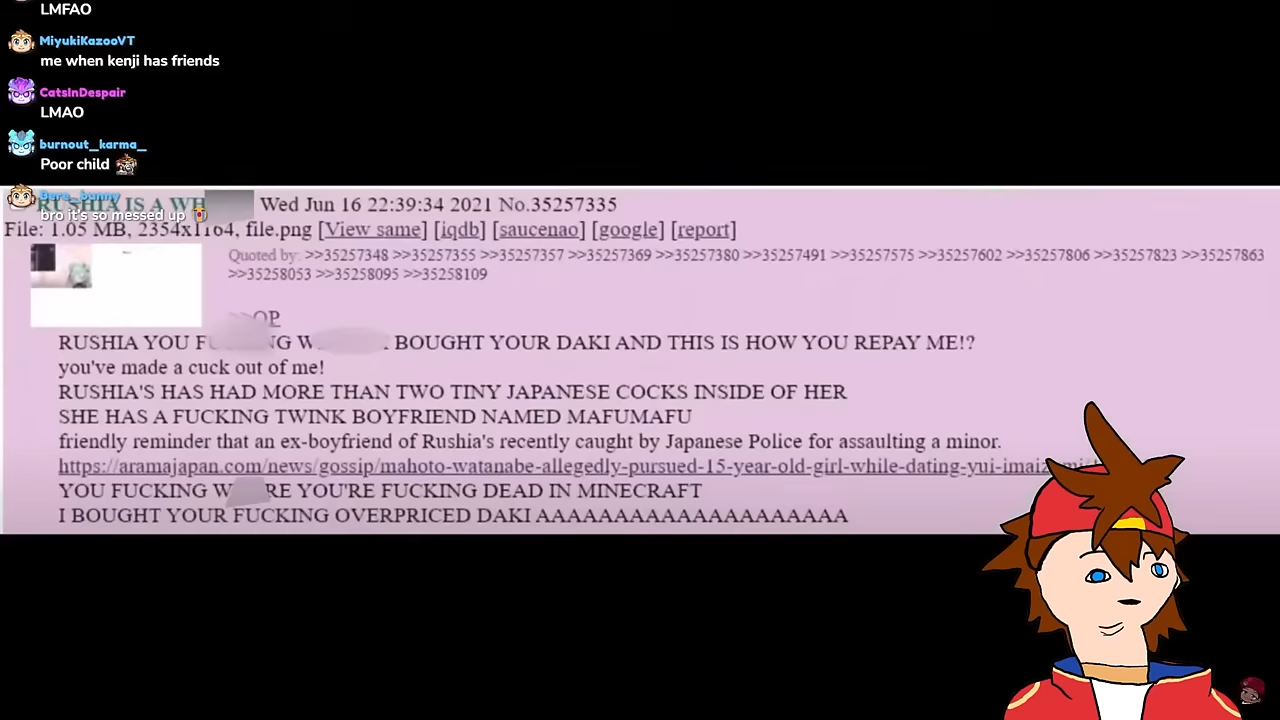 LMFAO
MiyukiKazooVT
me when kenji has friends
CatsInDespair
LMAO
burnout_karma_
Poor child
Bere_bunny
bro it's so messed up
RUSHIA IS A WH Wed Jun 16 22:39:34 2021 No.35257335
File: 1.05 MB, 2354x1164, file.png [View same] [iqdb] [saucenao] [google] [report]
Quoted by: >>35257348 >>35257355 >>35257357 >>35257369 >>35257380 >>35257491 >>35257575 >>35257602 >>35257806 >>35257823 >>35257863
>>35258053 >>35258095 >>35258109
OP
RUSHIA YOU FU NG W BOUGHT YOUR DAKI AND THIS IS HOW YOU REPAY ME!?
you've made a cuck out of me!
RUSHIA'S HAS HAD MORE THAN TWO TINY JAPANESE COCKS INSIDE OF HER
SHE HAS A FUCKING TWINK BOYFRIEND NAMED MAFUMAFU
friendly reminder that an ex-boyfriend of Rushia's recently caught by Japanese Police for assaulting a minor.
https://aramajapan.com/news/gossip/mahoto-watanabe-allegedly-pursued-15-year-old-girl-while-dating-yui-imaiz
YOU FUCKING W RE YOU'RE FUCKING DEAD IN MINECRAFT
I BOUGHT YOUR FUCKING OVERPRICED DAKI AAAAAAAAAAAAAAAAAAAA